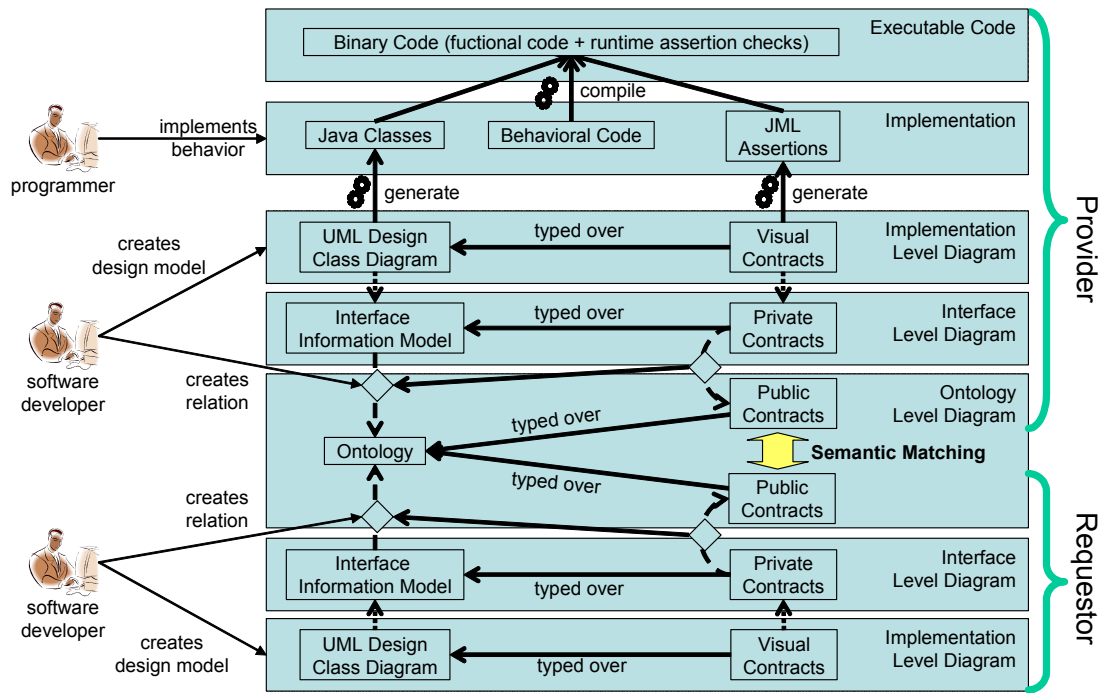 Executable Code
Binary Code (fuctional code + runtime assertion checks)
compile
implements
behavior
programmer
Java Classes
Behavioral Code
JML
Assertions
Implementation
generate
generate
creates
design model
UML Design
Class Diagram
typed over
Visual
Contracts
Implementation
Level Diagram
Provider
software
developer
Interface
Information Model
typed over
Private
Contracts
Interface
Level Diagram
creates
relation
Public
Contracts
Ontology
Level Diagram
typed over
Ontology
Semantic Matching
typed over
Public
Contracts
creates
relation
software
developer
Interface
Information Model
typed over
Private
Contracts
Interface
Level Diagram
Requestor
creates
design model
UML Design
Class Diagram
typed over
Visual
Contracts
Implementation
Level Diagram